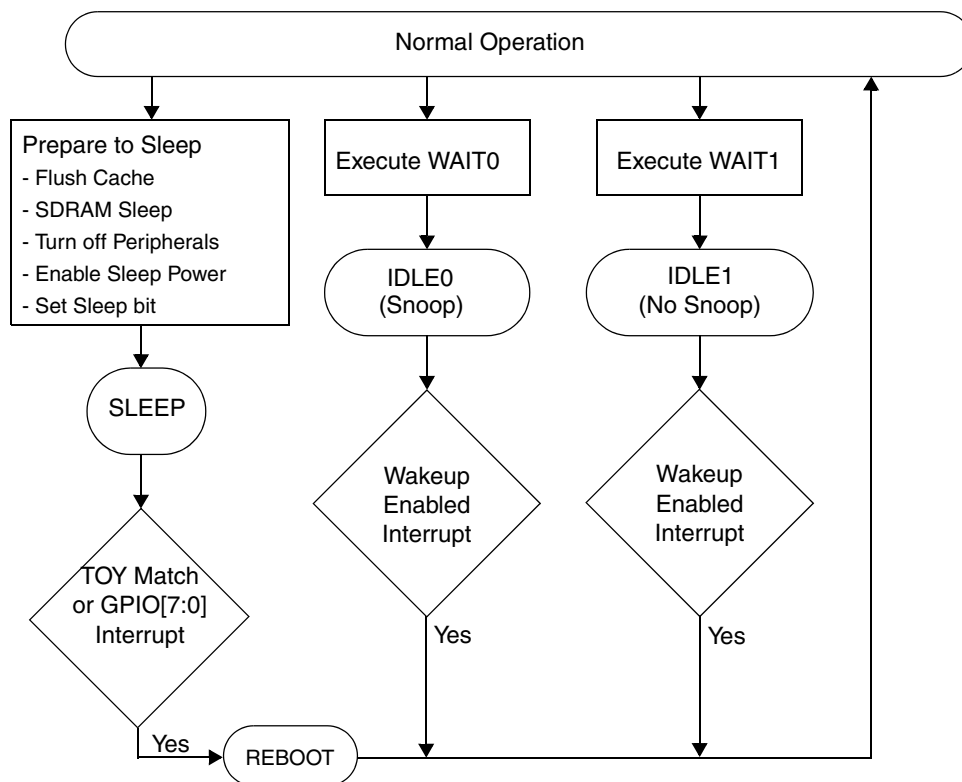 Normal Operation
Prepare to Sleep
- Flush Cache
- SDRAM Sleep
- Turn off Peripherals
- Enable Sleep Power
- Set Sleep bit
SLEEP
TOY Match
or GPIO[7:0]
Interrupt
Yes
REBOOT
Execute WAIT0
IDLE0
(Snoop)
Wakeup
Enabled
Interrupt
Yes
Execute WAIT1
IDLE1
(No Snoop)
Wakeup
Enabled
Interrupt
Yes